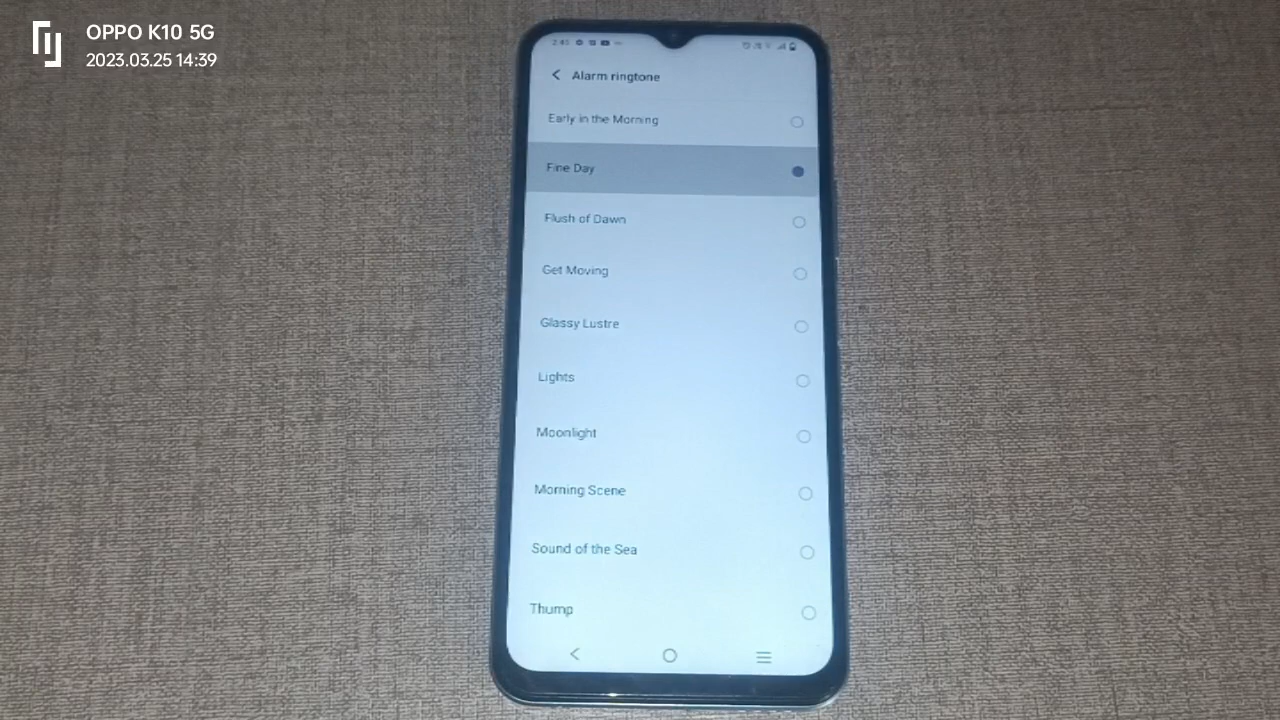 OPPO K10 5G
2023.03.25 14:39
Alarm ringtone
Early in the Morning
Fine Day
Flush of Dawn
Get Moving
Glassy Lustre
Lights
Moonlight
Morning Scene
Sound of the Sea
Thump